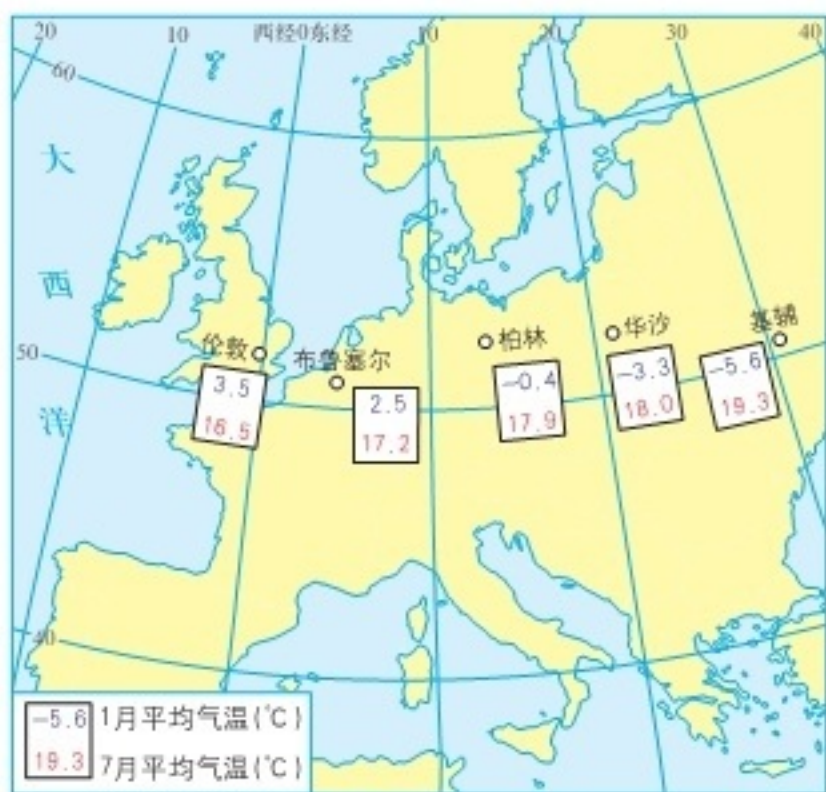 20
10
西经0东经
10
20
30
40
60
大
西
洋
50
伦敦
布鲁塞尔
柏林
华沙
基辅
3.5
16.5
2.5
17.2
-0.4
17.9
-3.3
18.0
-5.6
19.3
40
-5.6 1月平均气温(℃)
19.3 7月平均气温(℃)